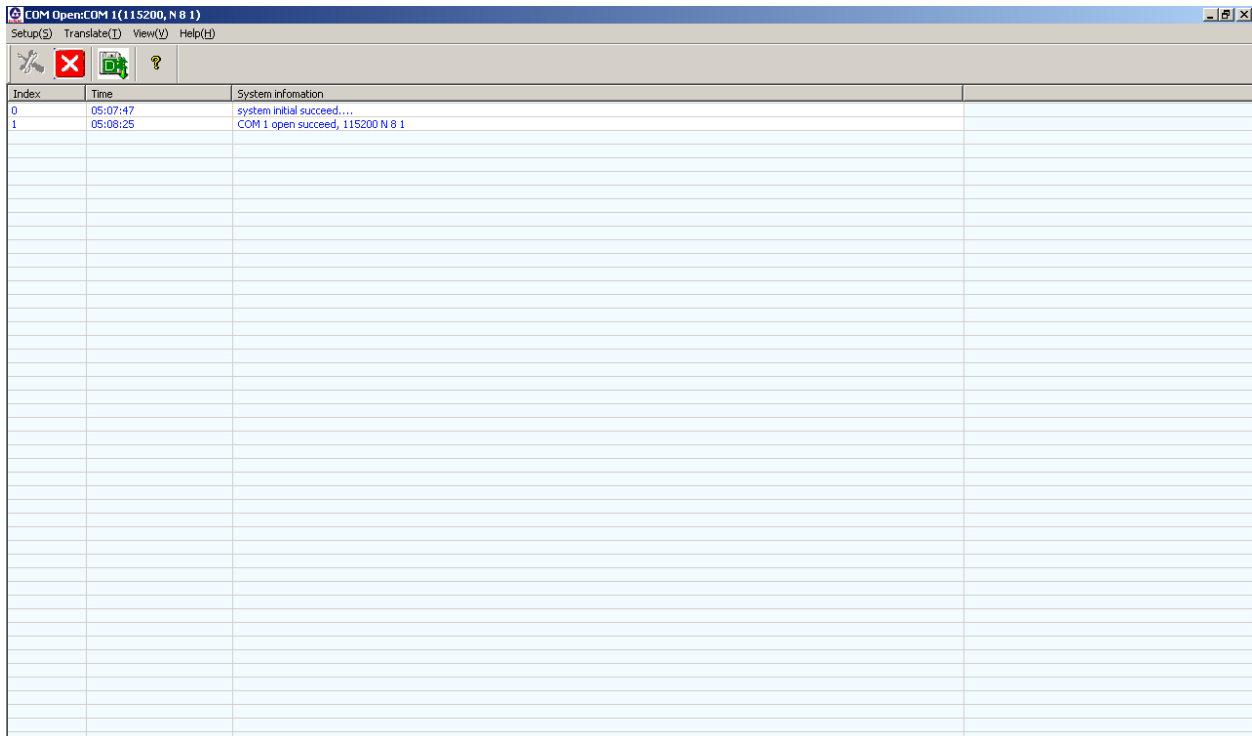 COM Open:COM 1(115200, N 8 1)
Setup(S) Translate(T) View(V) Help(H)
Index Time System infomation
0 05:07:47 system initial succeed....
1 05:08:25 COM 1 open succeed, 115200 N 8 1